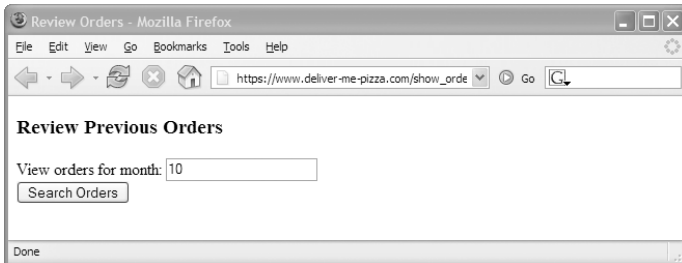 Review Orders - Mozilla Firefox
File Edit View Go Bookmarks Tools Help
https://www.deliver-me-pizza.com/show_orde Go G
Review Previous Orders
View orders for month: 10
Search Orders
Done